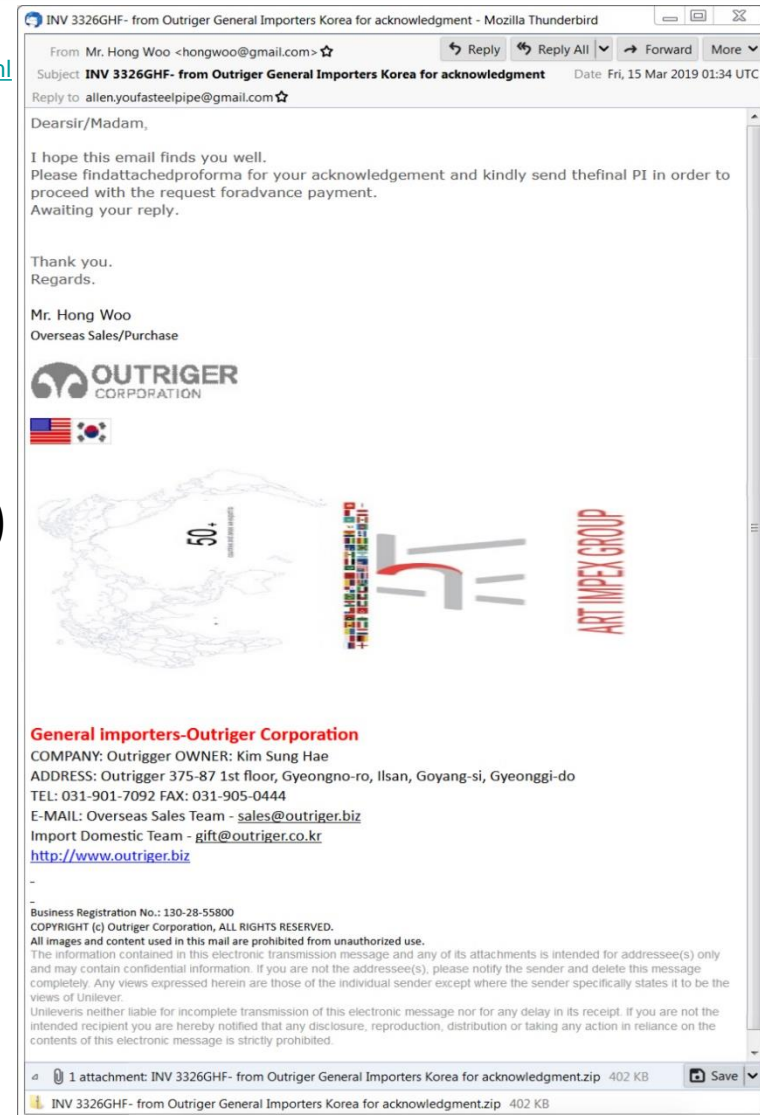 INV 3326GHF- from Outriger General Importers Korea for acknowledgment - Mozilla Thunderbird
From Mr. Hong Woo <hongwoo@gmail.com>
Reply Reply All Forward More
Subject INV 3326GHF- from Outriger General Importers Korea for acknowledgment Date Fri, 15 Mar 2019 01:34 UTC
Reply to allen.youfasteelpipe@gmail.com
Dearsir/Madam,
I hope this email finds you well.
Please findattachedproforma for your acknowledgement and kindly send thefinal PI in order to
proceed with the request foradvance payment.
Awaiting your reply.
Thank you.
Regards.
Mr. Hong Woo
Overseas Sales/Purchase
OUTRIGER
CORPORATION
50+
ART IMPEX GROUP
General importers-Outriger Corporation
COMPANY: Outrigger OWNER: Kim Sung Hae
ADDRESS: Outrigger 375-87 1st floor, Gyeongno-ro, Ilsan, Goyang-si, Gyeonggi-do
TEL: 031-901-7092 FAX: 031-905-0444
E-MAIL: Overseas Sales Team - sales@outriger.biz
Import Domestic Team - gift@outriger.co.kr
http://www.outriger.biz
-
-
Business Registration No.: 130-28-55800
COPYRIGHT (c) Outriger Corporation, ALL RIGHTS RESERVED.
All images and content used in this mail are prohibited from unauthorized use.
The information contained in this electronic transmission message and any of its attachments is intended for addressee(s) only
and may contain confidential information. If you are not the addressee(s), please notify the sender and delete this message
completely. Any views expressed herein are those of the individual sender except where the sender specifically states it to be the
views of Unilever.
Unileveris neither liable for incomplete transmission of this electronic message nor for any delay in its receipt. If you are not the
intended recipient you are hereby notified that any disclosure, reproduction, distribution or taking any action in reliance on the
contents of this electronic message is strictly prohibited.
1 attachment: INV 3326GHF- from Outriger General Importers Korea for acknowledgment.zip 402 KB Save
INV 3326GHF- from Outriger General Importers Korea for acknowledgment.zip 402 KB